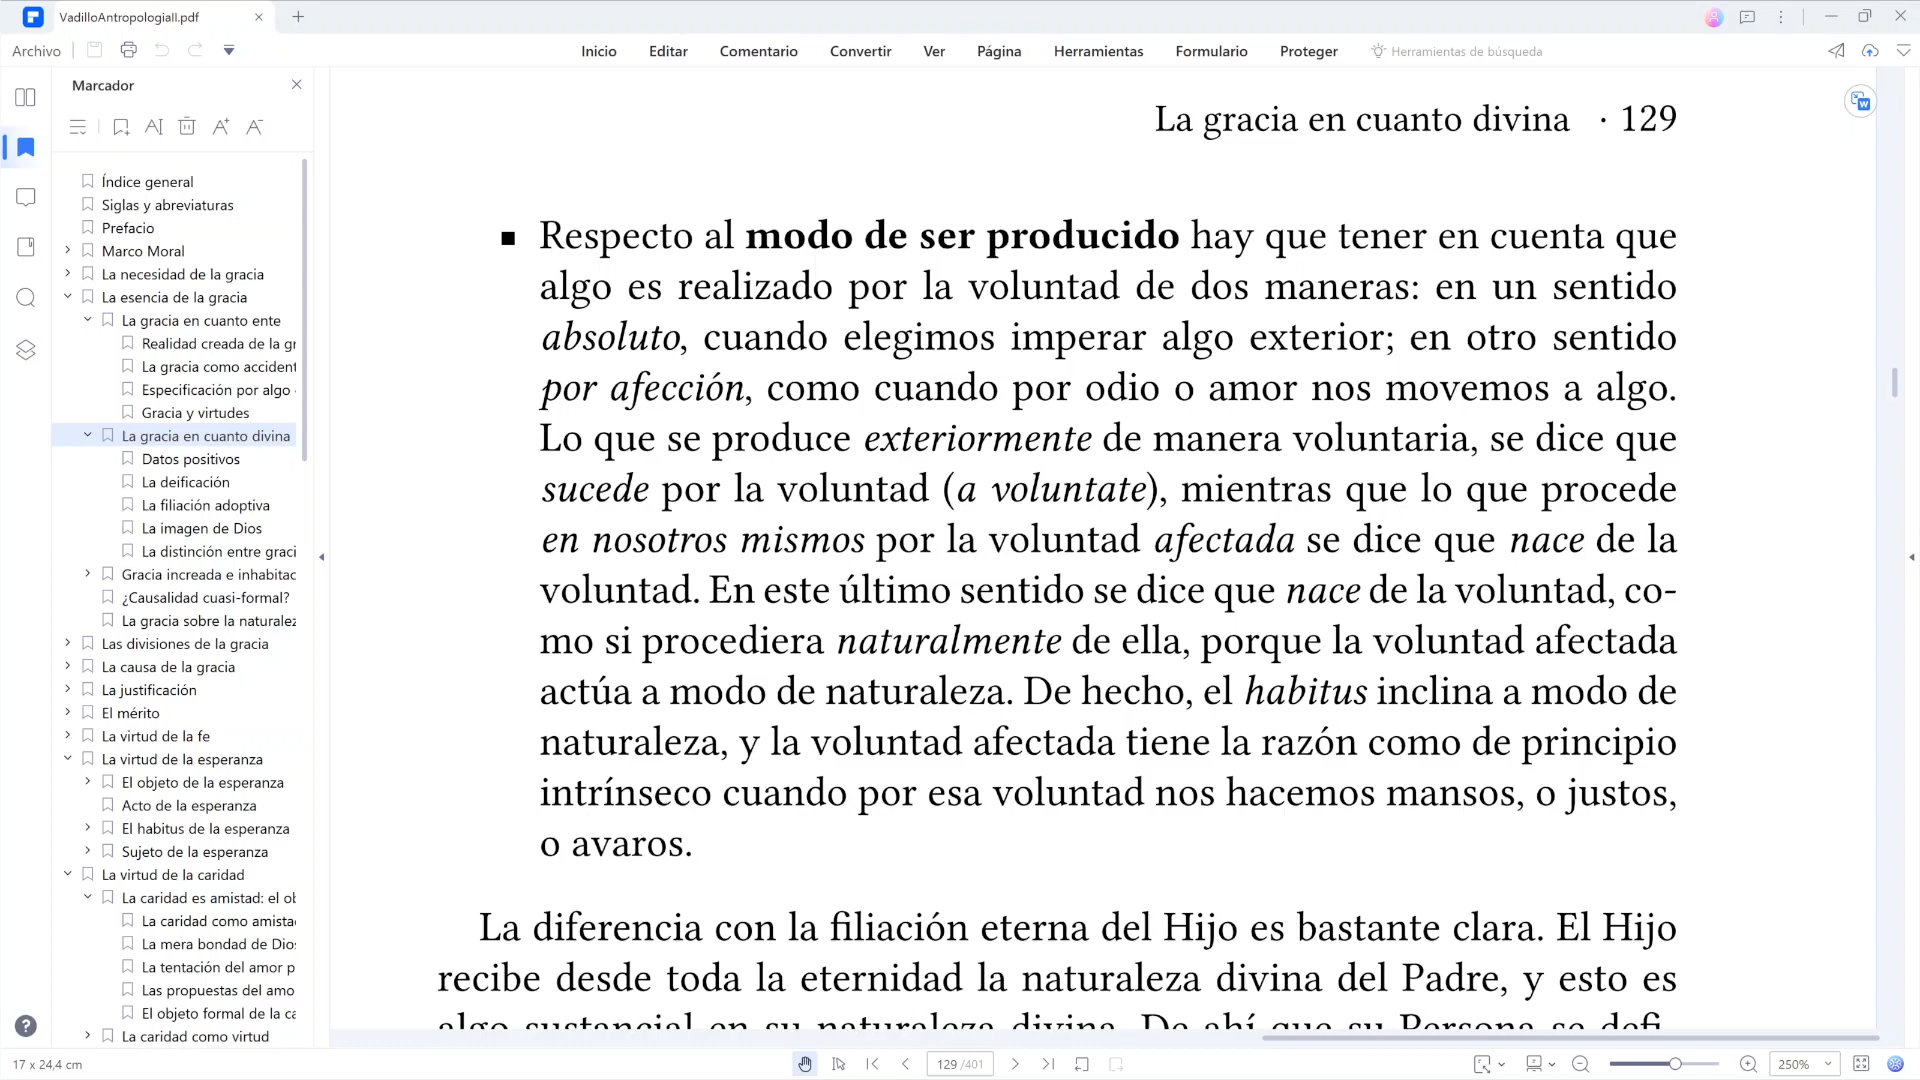 VadilloAntropologiaII.pdf
Archivo
Inicio
Editar
Comentario
Convertir
Ver
Página
Herramientas
Formulario
Proteger
Herramientas de búsqueda
Marcador
Índice general
Siglas y abreviaturas
Prefacio
Marco Moral
La necesidad de la gracia
La esencia de la gracia
La gracia en cuanto ente
Realidad creada de la gr
La gracia como accident
Especificación por algo
Gracia y virtudes
La gracia en cuanto divina
Datos positivos
La deificación
La filiación adoptiva
La imagen de Dios
La distinción entre graci
Gracia increada e inhabitac
¿Causalidad cuasi-formal?
La gracia sobre la naturalez
Las divisiones de la gracia
La causa de la gracia
La justificación
El mérito
La virtud de la fe
La virtud de la esperanza
El objeto de la esperanza
Acto de la esperanza
El habitus de la esperanza
Sujeto de la esperanza
La virtud de la caridad
La caridad es amistad: el ob
La caridad como amista
La mera bondad de Dios
La tentación del amor p
Las propuestas del amo
El objeto formal de la ca
La caridad como virtud
La gracia en cuanto divina · 129
▪ Respecto al modo de ser producido hay que tener en cuenta que
algo es realizado por la voluntad de dos maneras: en un sentido
absoluto, cuando elegimos imperar algo exterior; en otro sentido
por afección, como cuando por odio o amor nos movemos a algo.
Lo que se produce exteriormente de manera voluntaria, se dice que
sucede por la voluntad (a voluntate), mientras que lo que procede
en nosotros mismos por la voluntad afectada se dice que nace de la
voluntad. En este último sentido se dice que nace de la voluntad, co-
mo si procediera naturalmente de ella, porque la voluntad afectada
actúa a modo de naturaleza. De hecho, el habitus inclina a modo de
naturaleza, y la voluntad afectada tiene la razón como de principio
intrínseco cuando por esa voluntad nos hacemos mansos, o justos,
o avaros.
La diferencia con la filiación eterna del Hijo es bastante clara. El Hijo
recibe desde toda la eternidad la naturaleza divina del Padre, y esto es
algo sustancial en su naturaleza divina. De ahí que su Persona se defi-
17 x 24,4 cm
129 /401
250%